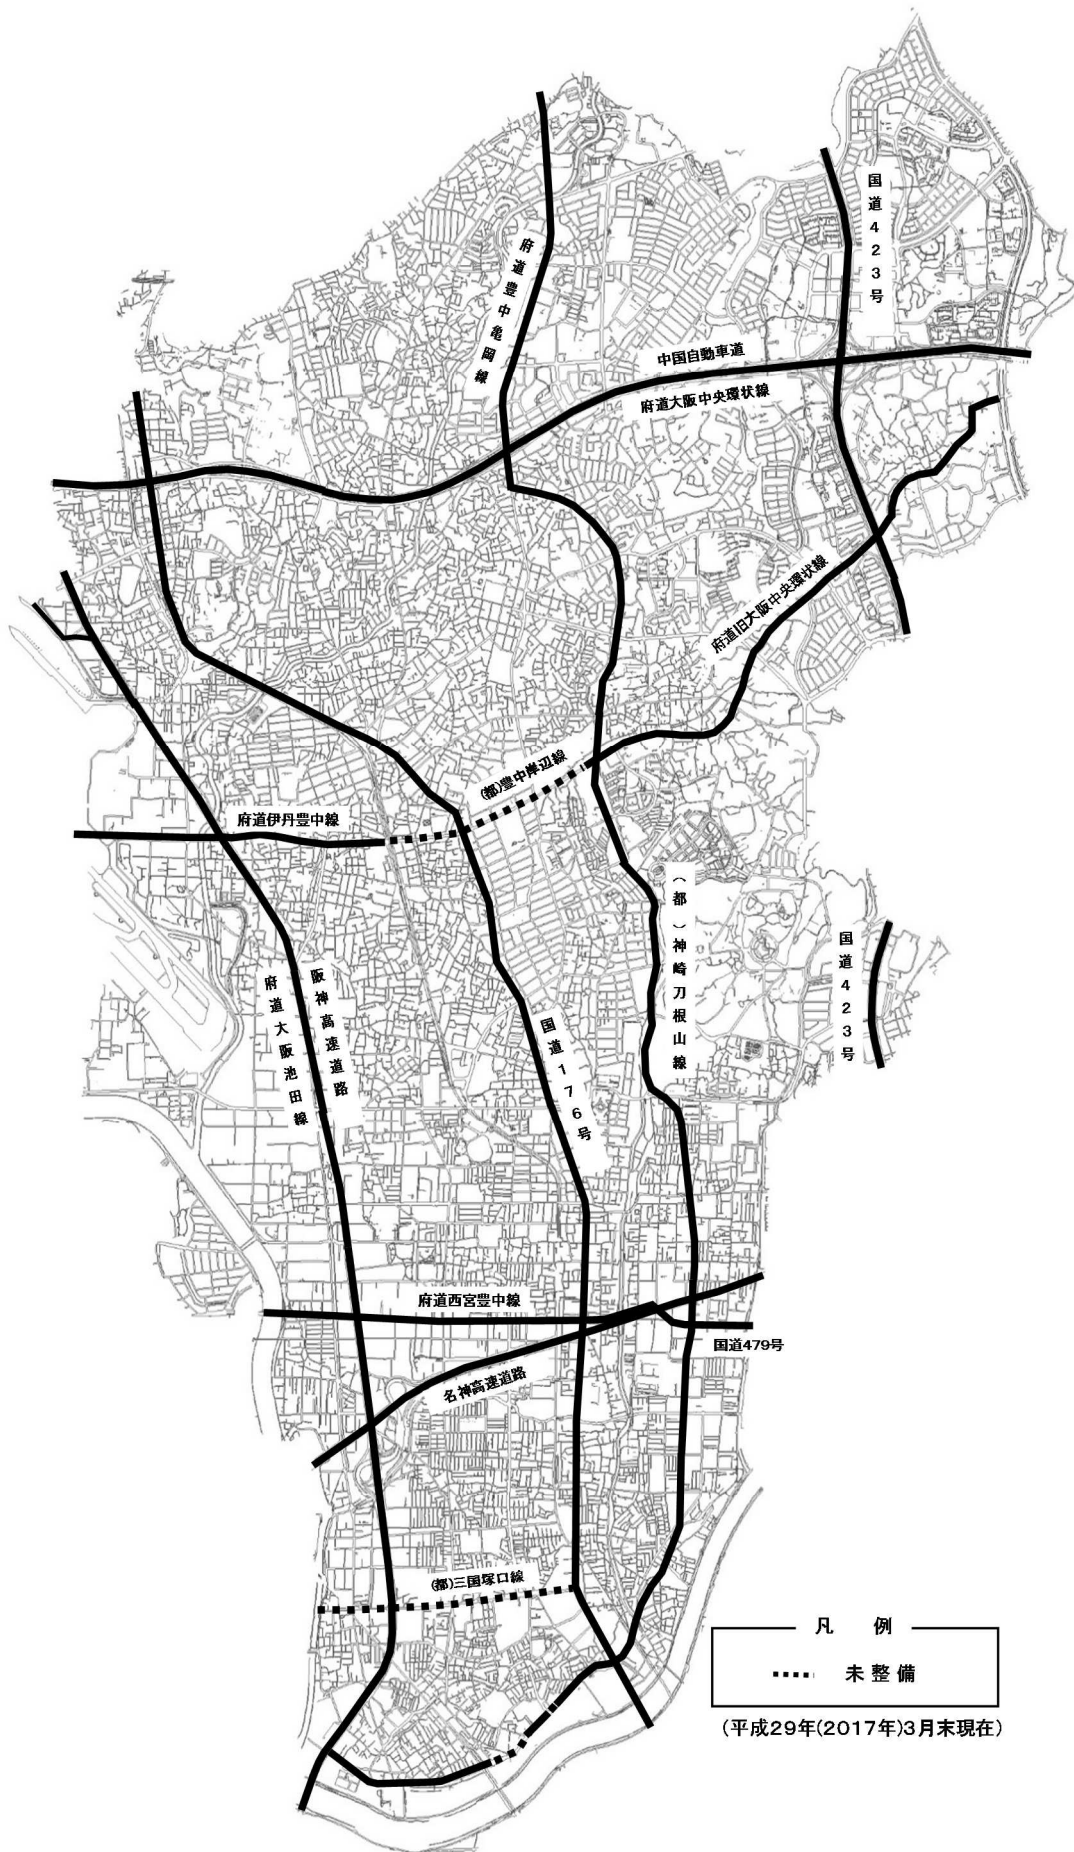 国道423号
府道豊中亀岡線
中国自動車道
府道大阪中央環状線
府道旧大阪中央環状線
(都)豊中岸辺線
府道伊丹豊中線
(都)神崎刀根山線
国道423号
阪神高速道路
府道大阪池田線
国道176号
府道西宮豊中線
国道479号
名神高速道路
(都)三国塚口線
凡 例
未整備
(平成29年(2017年)3月末現在)